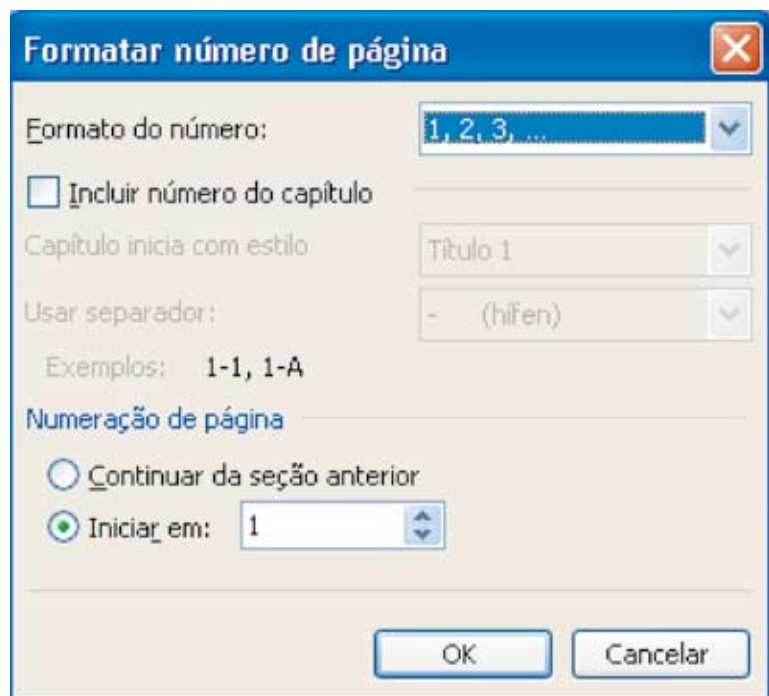 Formatar número de página
Formato do número: 1, 2, 3, ...
Incluir número do capítulo
Capítulo inicia com estilo Título 1
Usar separador: - (hífen)
Exemplos: 1-1, 1-A
Numeração de página
Continuar da seção anterior
Iniciar em: 1
OK Cancelar